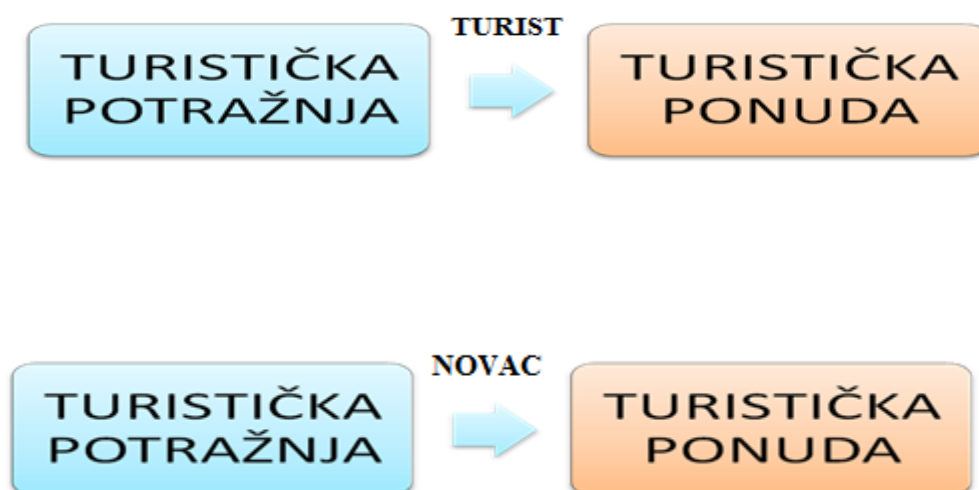 TURIST
TURISTIČKA
POTRAŽNJA
TURISTIČKA
PONUDA
NOVAC
TURISTIČKA
POTRAŽNJA
TURISTIČKA
PONUDA